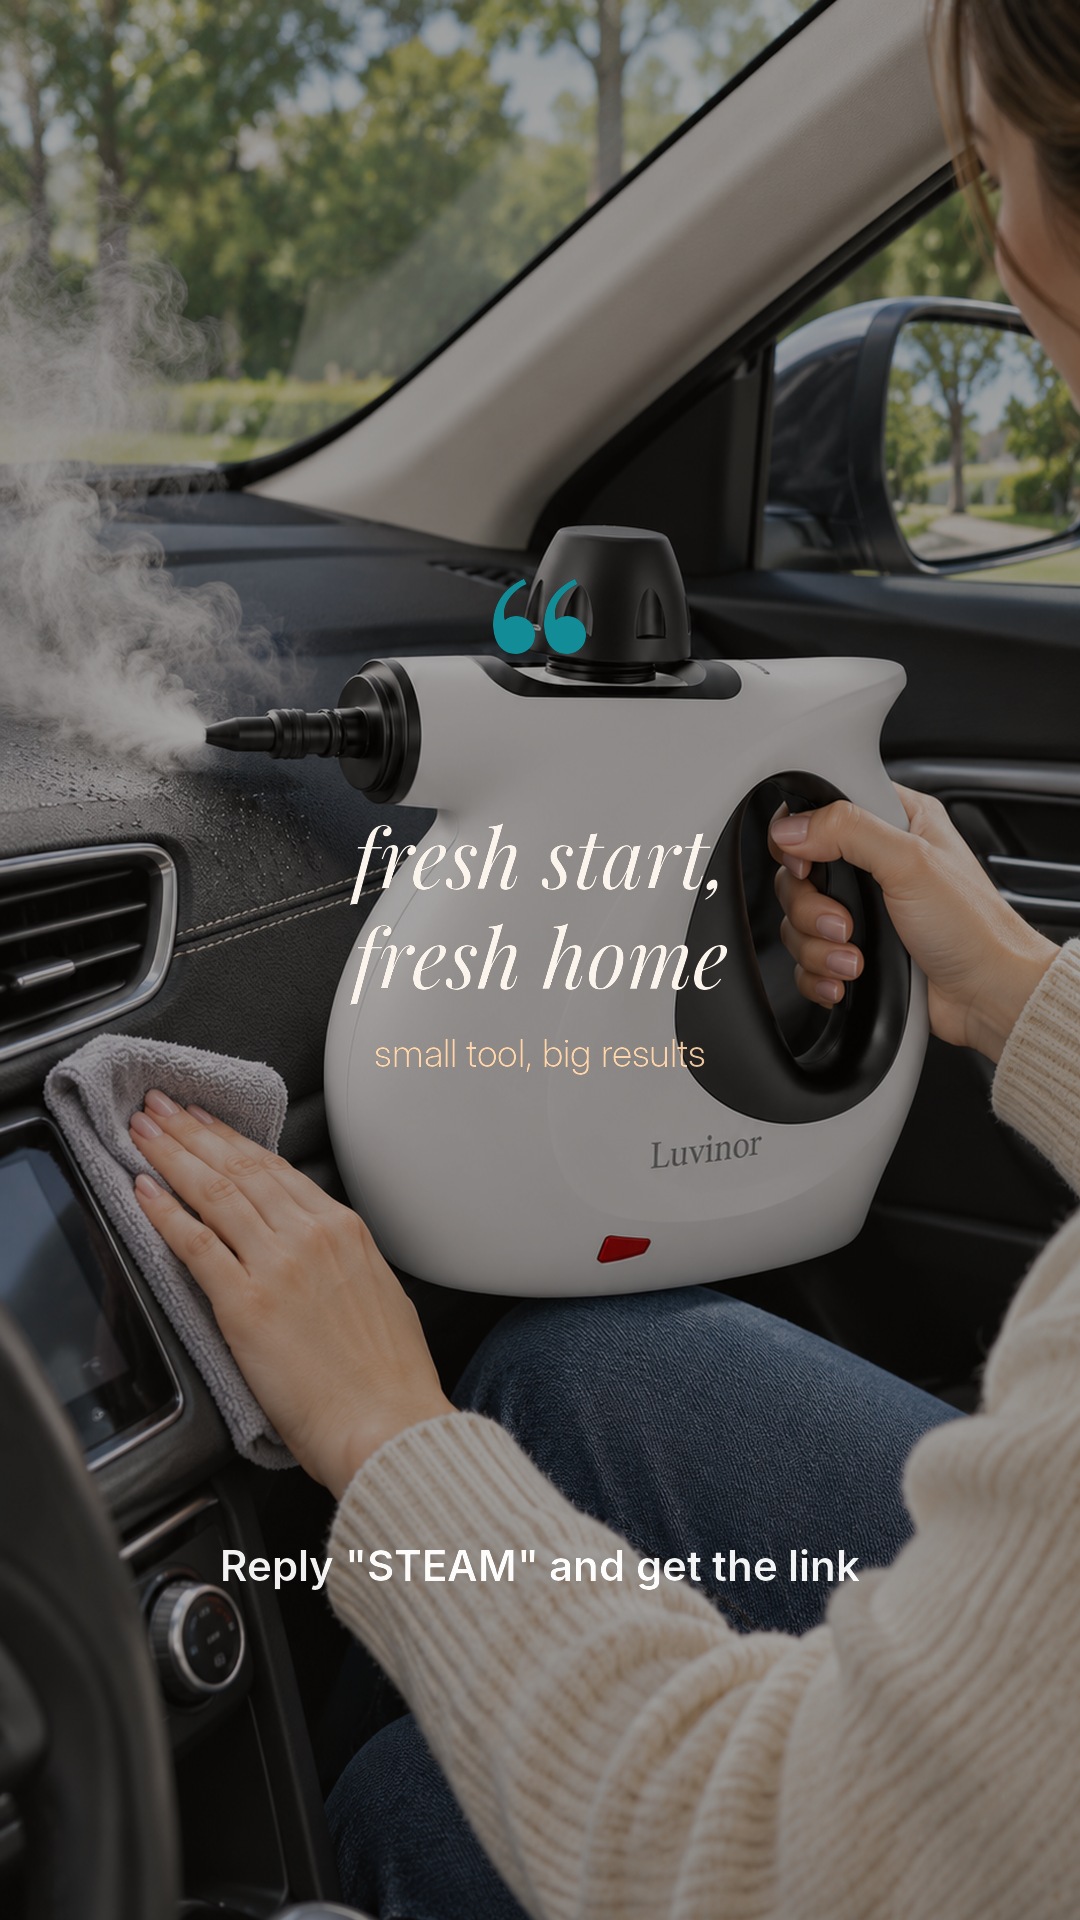 fresh start,
fresh home
small tool, big results
Luvinor
Reply "STEAM" and get the link